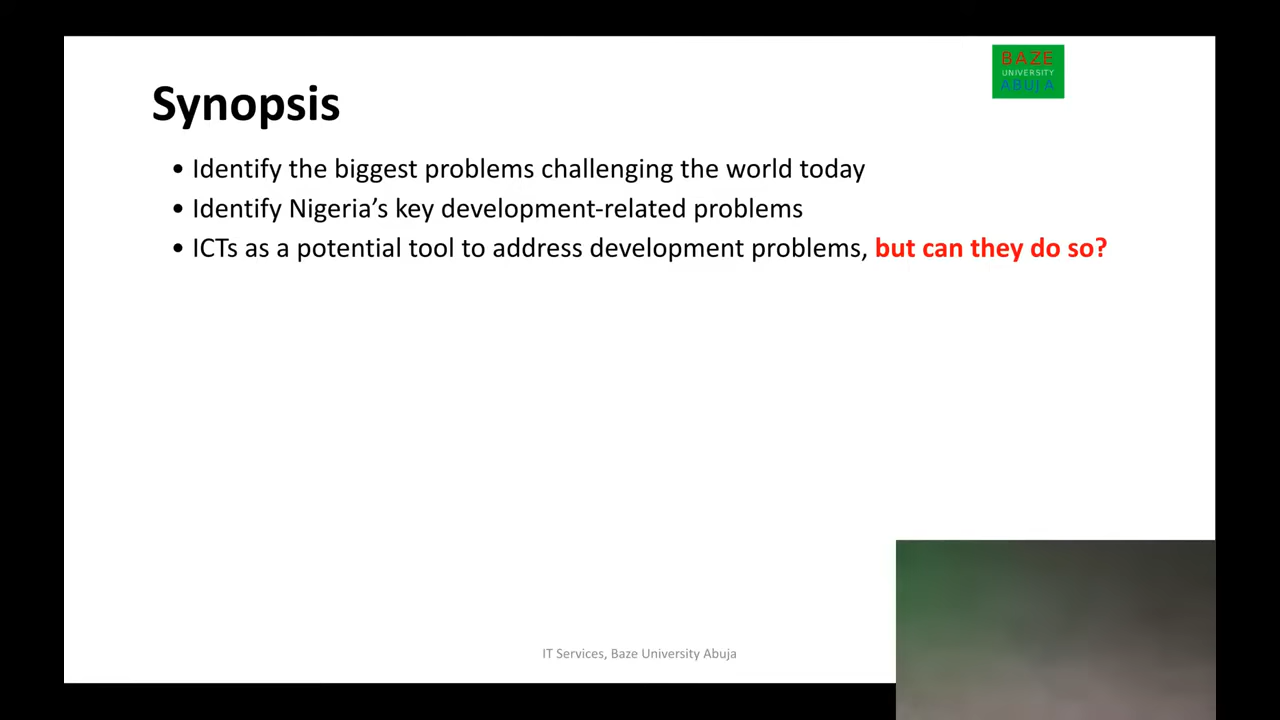 BAZE
UNIVERSITY
ABUJA
Synopsis
• Identify the biggest problems challenging the world today
• Identify Nigeria’s key development-related problems
• ICTs as a potential tool to address development problems, but can they do so?
IT Services, Baze University Abuja